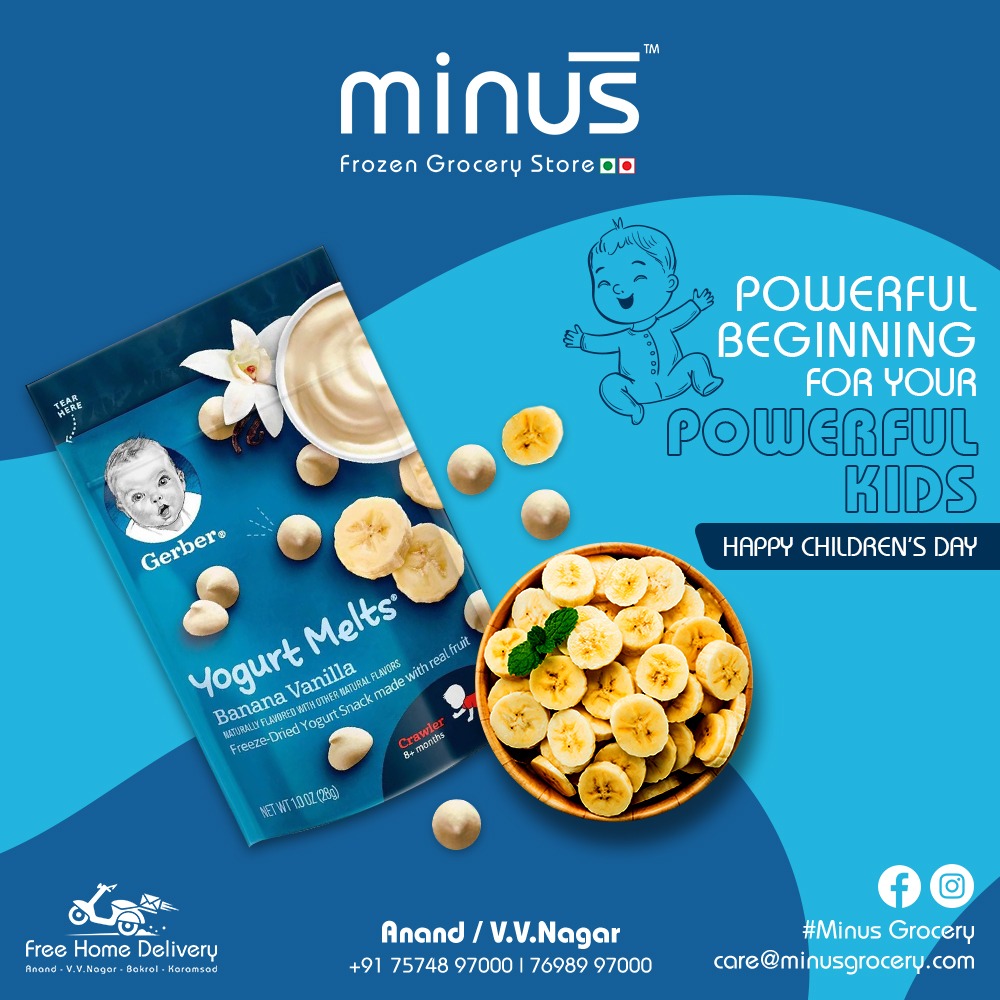 minus™
Frozen Grocery Store
POWERFUL
BEGINNING
FOR YOUR
POWERFUL
KIDS
HAPPY CHILDREN'S DAY
TEAR
HERE
Gerber®
Yogurt Melts®
Banana Vanilla
NATURALLY FLAVORED WITH OTHER NATURAL FLAVORS
Freeze-Dried Yogurt Snack made with real fruit
Crawler
8+ months
NET WT 1.0 OZ (28g)
Free Home Delivery
Anand - V.V.Nagar - Bakrol - Karamsad
Anand / V.V.Nagar
+91 75748 97000 | 76989 97000
#Minus Grocery
care@minusgrocery.com